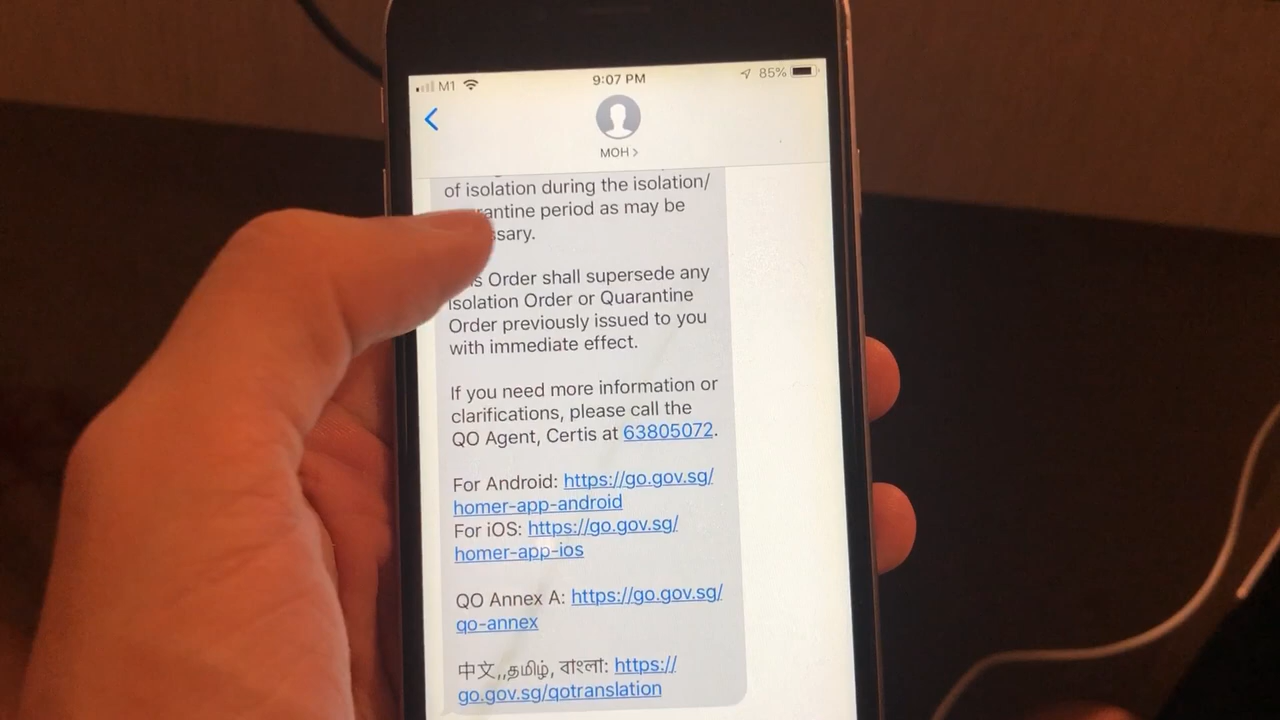 M1
9:07 PM
85%
MOH >
of isolation during the isolation/
rantine period as may be
ssary.
s Order shall supersede any
Isolation Order or Quarantine
Order previously issued to you
with immediate effect.
If you need more information or
clarifications, please call the
QO Agent, Certis at 63805072.
For Android: https://go.gov.sg/
homer-app-android
For iOS: https://go.gov.sg/
homer-app-ios
QO Annex A: https://go.gov.sg/
qo-annex
中文,,தமிழ், বাংলা: https://
go.gov.sg/qotranslation